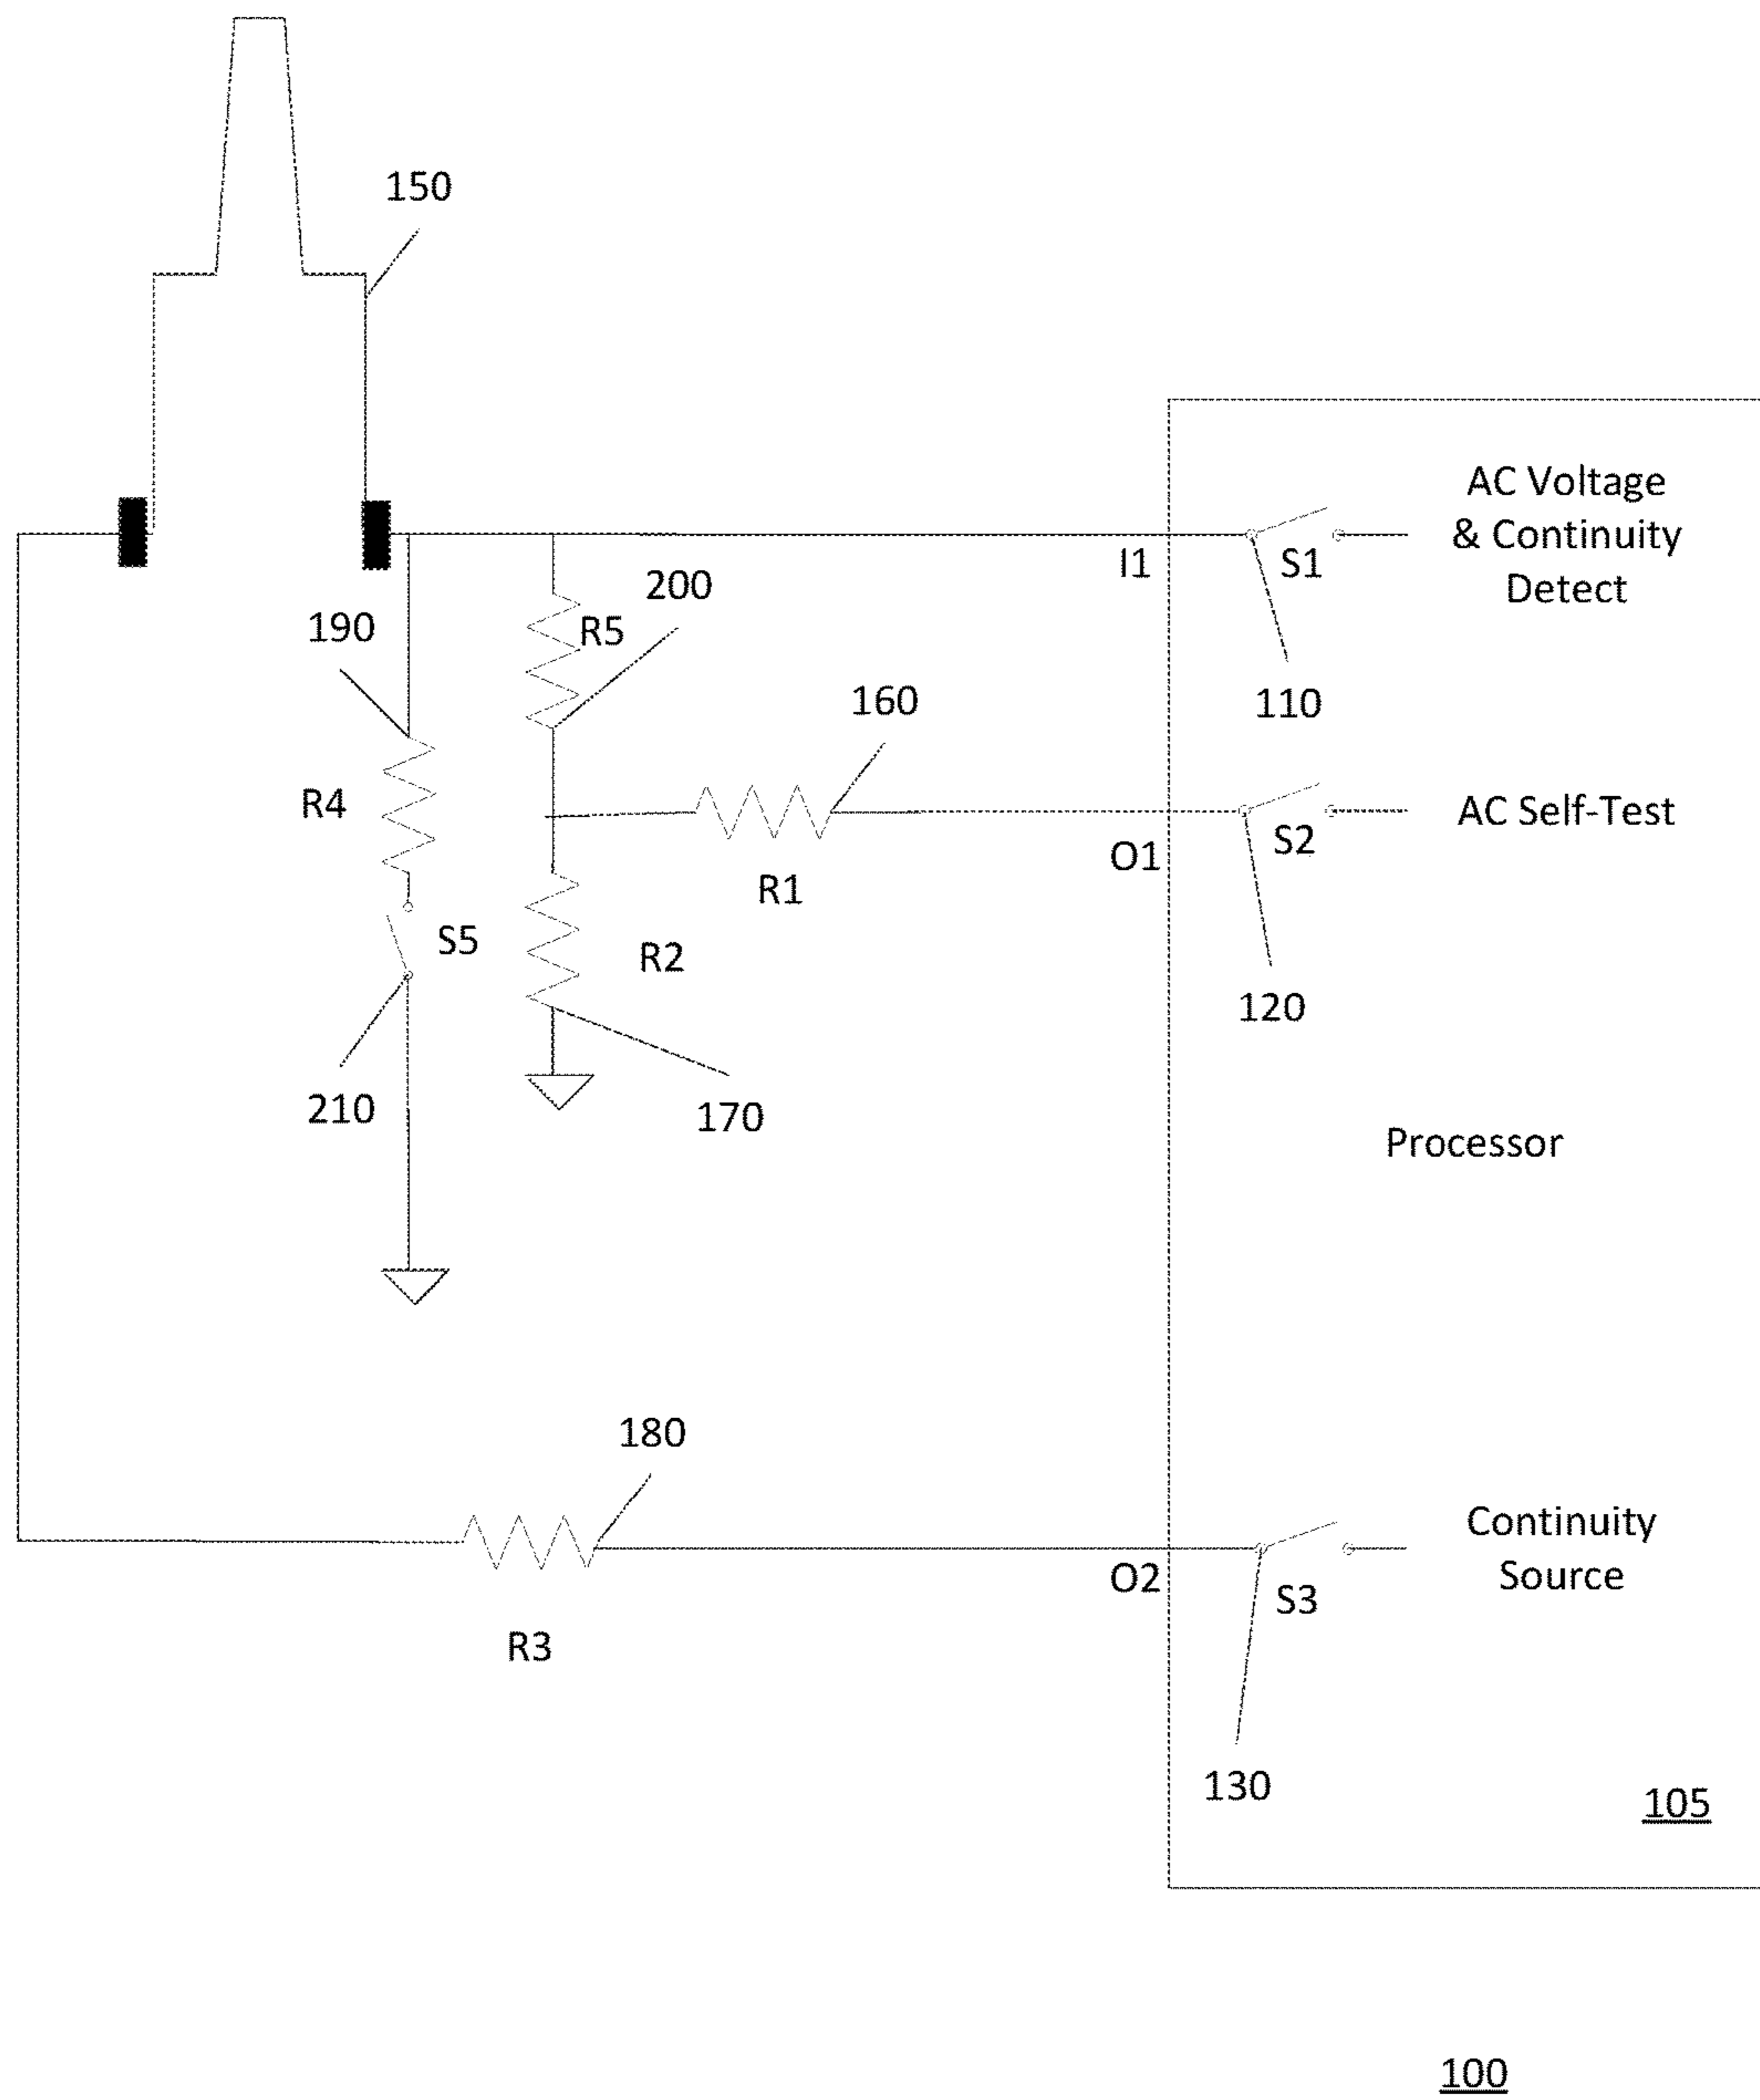 150
AC Voltage
& Continuity
Detect
I1
S1
200
190
R5
160
110
R4
AC Self-Test
S2
O1
R1
S5
R2
120
210
170
Processor
180
Continuity
Source
O2
S3
R3
130
105
100